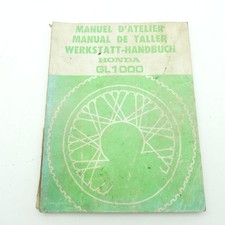 MANUEL D'ATELIER
MANUAL DE TALLER
WERKSTATT-HANDBUCH
HONDA
GL1000